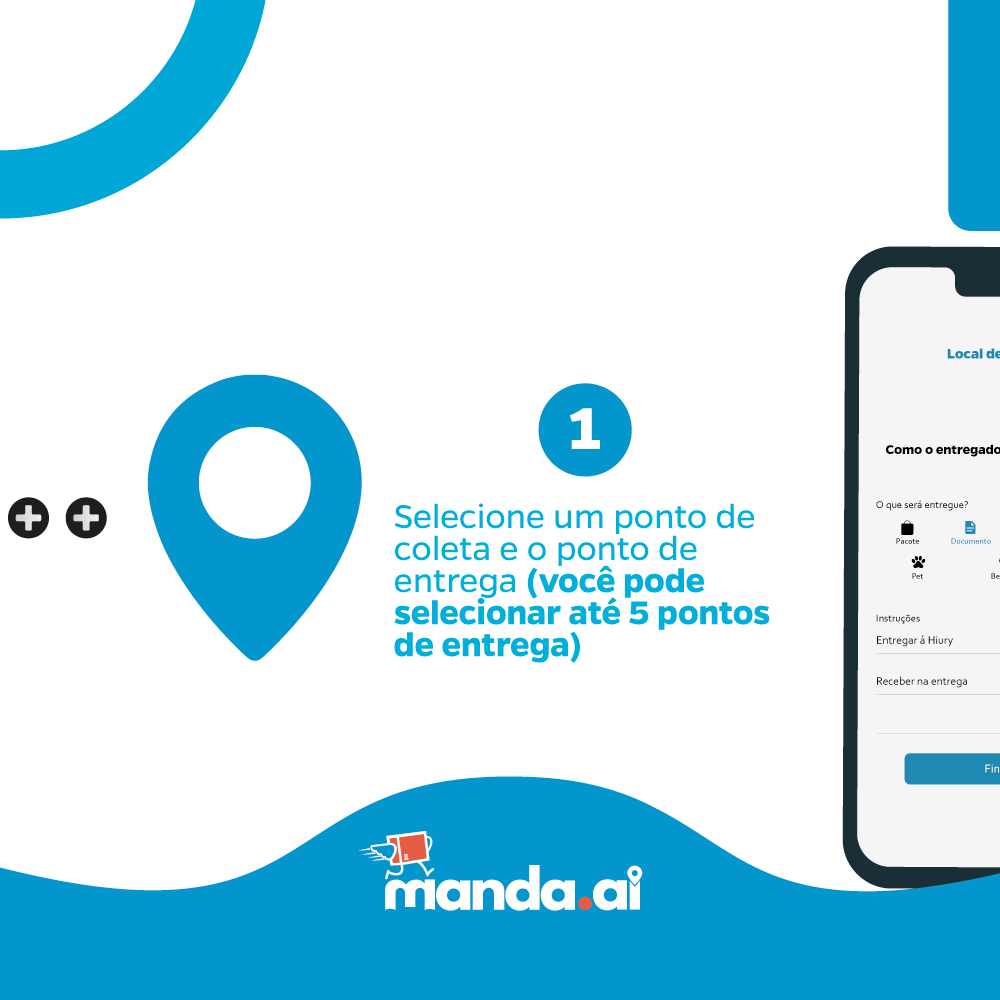 1
Selecione um ponto de
coleta e o ponto de
entrega (você pode
selecionar até 5 pontos
de entrega)
Local de
Como o entregado
O que será entregue?
Pacote
Documento
Pet
Be
Instruções
Entregar á Hiury
Receber na entrega
Fin
manda.ai